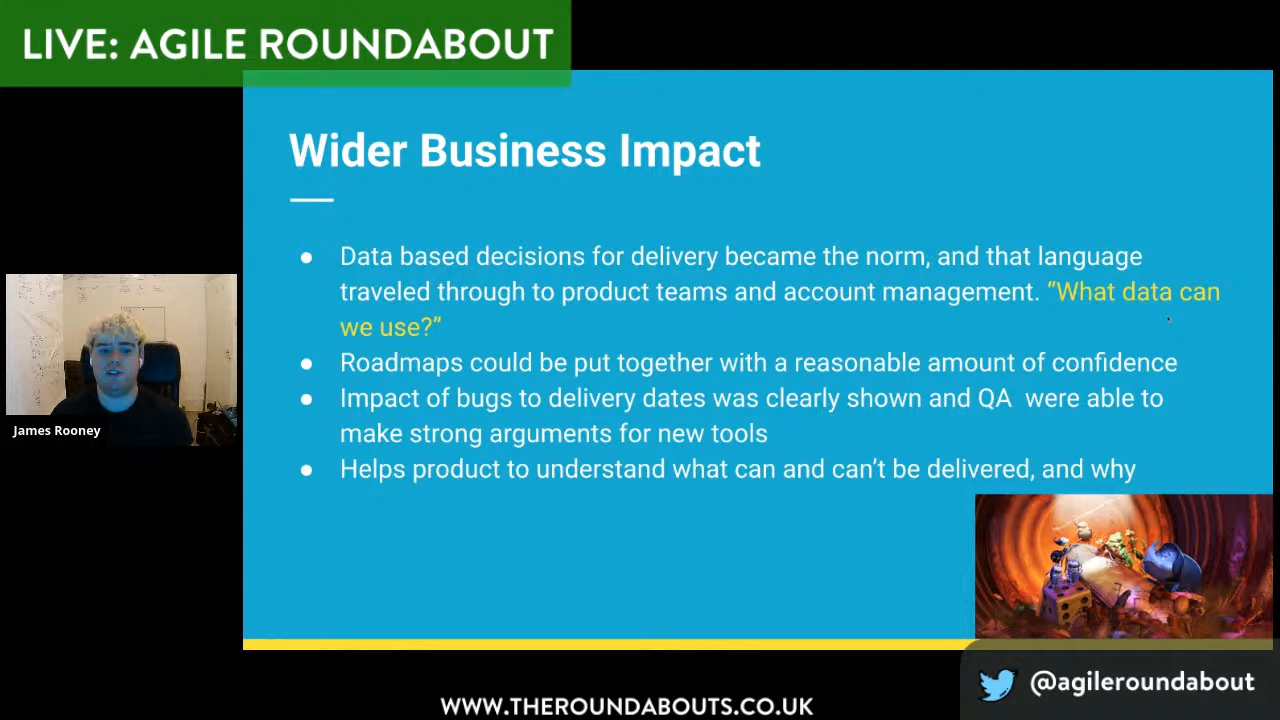 LIVE: AGILE ROUNDABOUT
Wider Business Impact
● Data based decisions for delivery became the norm, and that language
traveled through to product teams and account management. “What data can
we use?”
● Roadmaps could be put together with a reasonable amount of confidence
● Impact of bugs to delivery dates was clearly shown and QA were able to
make strong arguments for new tools
● Helps product to understand what can and can’t be delivered, and why
James Rooney
@agileroundabout
WWW.THEROUNDABOUTS.CO.UK